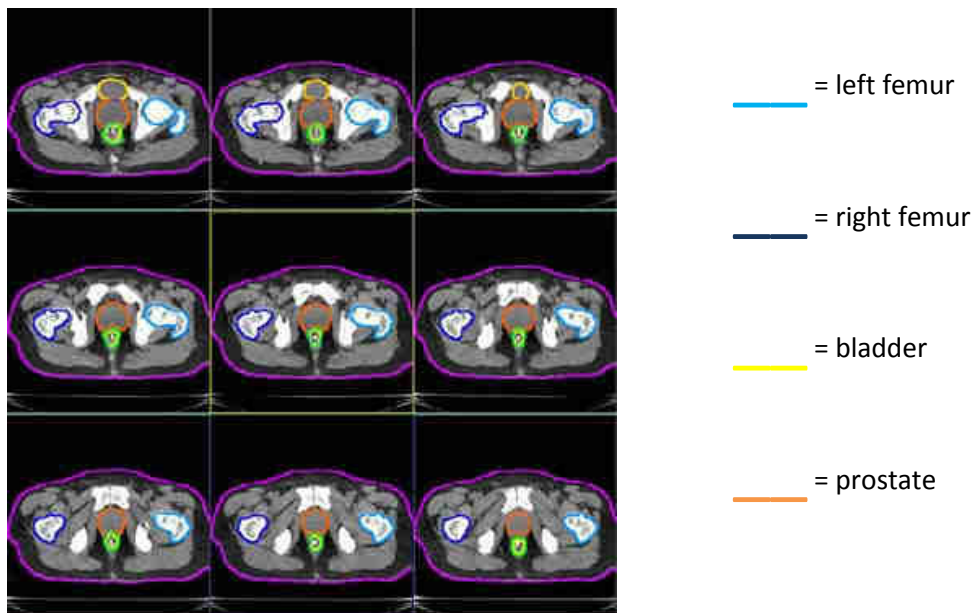 = left femur
= right femur
= bladder
= prostate